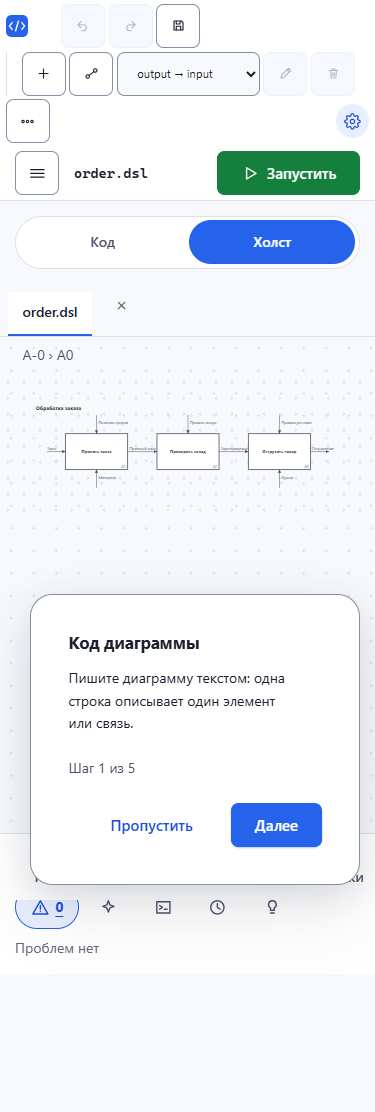 output → input
order.dsl
Запустить
Код
Холст
order.dsl ×
A-0 › A0
Обработка заказа
Принять заказ
Проверить склад
Отгрузить товар
Код диаграммы
Пишите диаграмму текстом: одна
строка описывает один элемент
или связь.
Шаг 1 из 5
Пропустить
Далее
0
Проблем нет